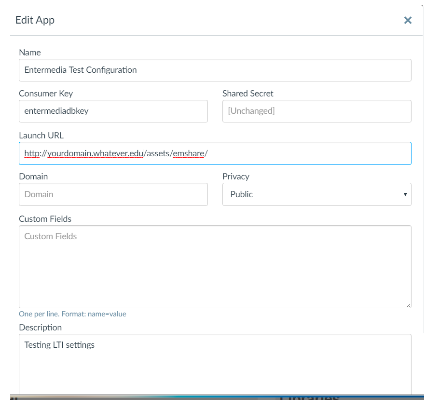 Edit App
×
Name
Entermedia Test Configuration
Consumer Key
Shared Secret
entermediadbkey
[Unchanged]
Launch URL
http://yourdomain.whatever.edu/assets/emshare/
Domain
Privacy
Domain
Public
Custom Fields
Custom Fields
One per line. Format: name=value
Description
Testing LTI settings